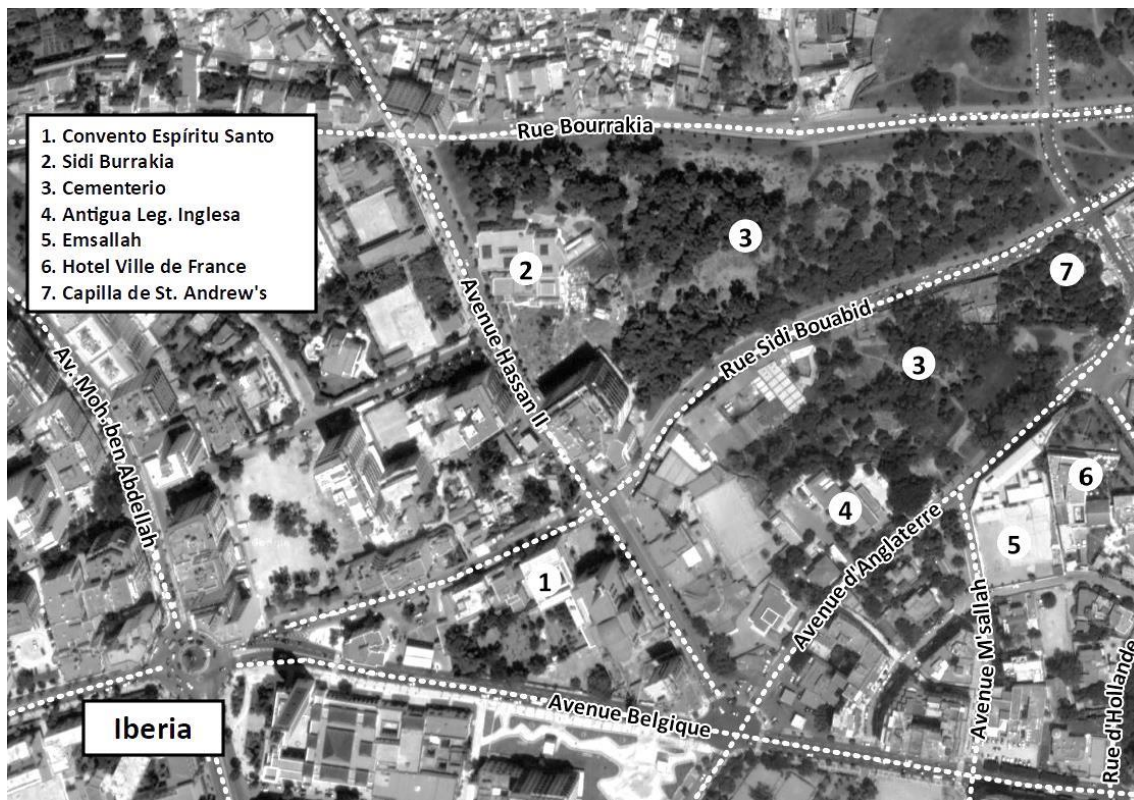 1. Convento Espíritu Santo
2. Sidi Burrakia
3. Cementerio
4. Antigua Leg. Inglesa
5. Emsallah
6. Hotel Ville de France
7. Capilla de St. Andrew's
Rue Bourrakia
3
2
7
Avenue Hassan II
Rue Sidi Bouabid
3
Av. Moh. ben Abdellah
6
4
5
Avenue d'Anglaterre
1
Avenue M'sallah
Rue d'Hollande
Avenue Belgique
Iberia